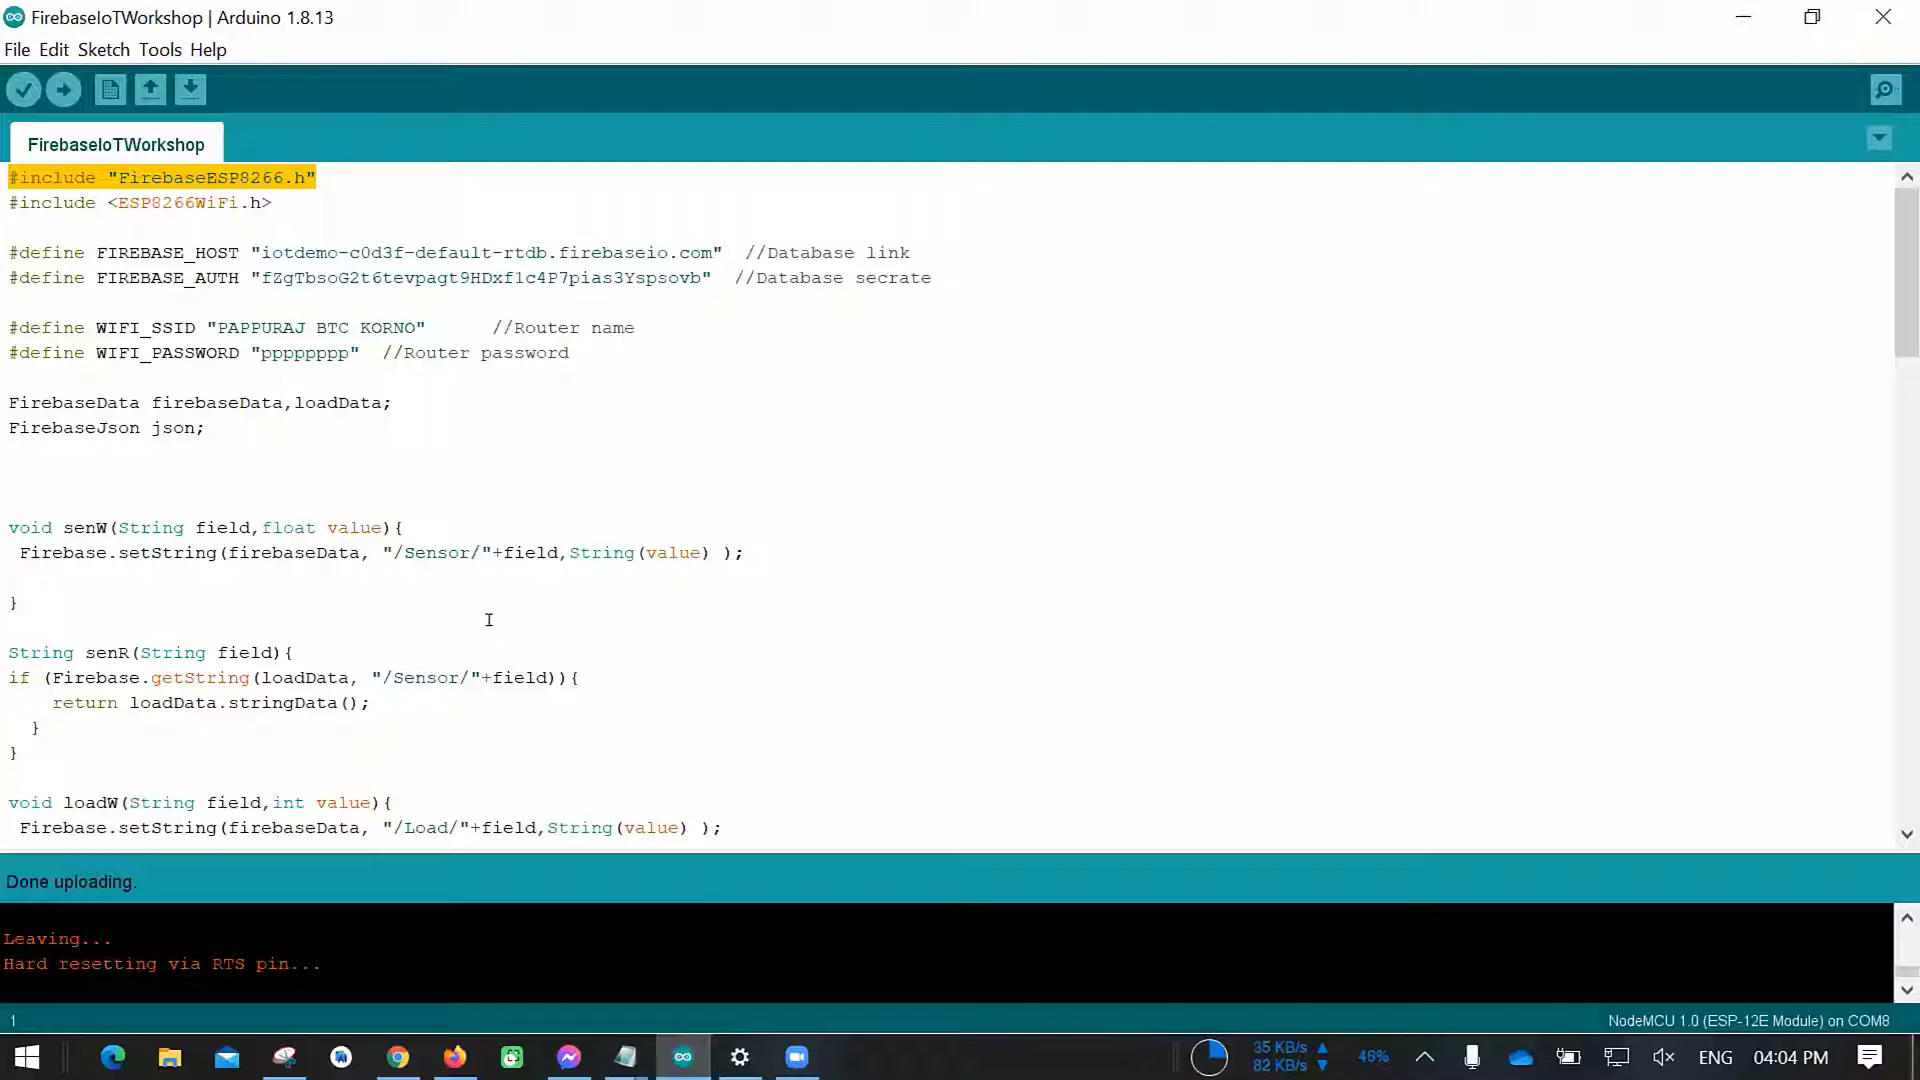 FirebaseIoTWorkshop | Arduino 1.8.13
File Edit Sketch Tools Help
FirebaseIoTWorkshop
#include "FirebaseESP8266.h"
#include <ESP8266WiFi.h>
#define FIREBASE_HOST "iotdemo-c0d3f-default-rtdb.firebaseio.com"  //Database link
#define FIREBASE_AUTH "fZgTbsoG2t6tevpagt9HDxf1c4P7pias3Yspsovb"  //Database secrate
#define WIFI_SSID "PAPPURAJ BTC KORNO"      //Router name
#define WIFI_PASSWORD "pppppppp"  //Router password
FirebaseData firebaseData,loadData;
FirebaseJson json;
void senW(String field,float value){
 Firebase.setString(firebaseData, "/Sensor/"+field,String(value) );
}
String senR(String field){
if (Firebase.getString(loadData, "/Sensor/"+field)){
    return loadData.stringData();
  }
}
void loadW(String field,int value){
 Firebase.setString(firebaseData, "/Load/"+field,String(value) );
Done uploading.
Leaving...
Hard resetting via RTS pin...
1
NodeMCU 1.0 (ESP-12E Module) on COM8
35 KB/s
82 KB/s
46%
ENG
04:04 PM